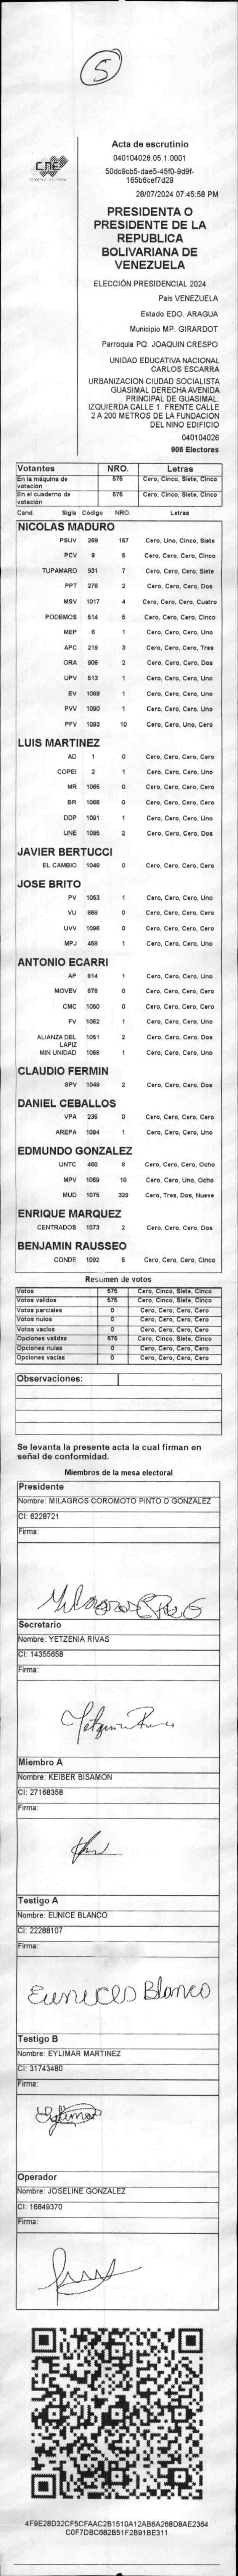 5
CNE
Acta de escrutinio
040104026.05.1.0001
50dc9cb5-dae5-45f0-9d9f-
165b6cef7d29
28/07/2024 07:45:58 PM
PRESIDENTA O
PRESIDENTE DE LA
REPUBLICA
BOLIVARIANA DE
VENEZUELA
ELECCIÓN PRESIDENCIAL 2024
Pais VENEZUELA
Estado EDO. ARAGUA
Municipio MP. GIRARDOT
Parroquia PQ. JOAQUIN CRESPO
UNIDAD EDUCATIVA NACIONAL
CARLOS ESCARRA
URBANIZACION CIUDAD SOCIALISTA
GUASIMAL DERECHA AVENIDA
PRINCIPAL DE GUASIMAL.
IZQUIERDA CALLE 1. FRENTE CALLE
2 A 200 METROS DE LA FUNDACION
DEL NINO EDIFICIO
040104026
906 Electores
Votantes NRO. Letras
En la máquina de votación 575 Cero, Cinco, Siete, Cinco
En el cuaderno de votación 575 Cero, Cinco, Siete, Cinco
Cand. Sigla Código NRO. Letras
NICOLAS MADURO
PSUV 269 157 Cero, Uno, Cinco, Siete
PCV 9 5 Cero, Cero, Cero, Cinco
TUPAMARO 931 7 Cero, Cero, Cero, Siete
PPT 276 2 Cero, Cero, Cero, Dos
MSV 1017 4 Cero, Cero, Cero, Cuatro
PODEMOS 514 5 Cero, Cero, Cero, Cinco
MEP 6 1 Cero, Cero, Cero, Uno
APC 219 3 Cero, Cero, Cero, Tres
ORA 906 2 Cero, Cero, Cero, Dos
UPV 513 1 Cero, Cero, Cero, Uno
EV 1089 1 Cero, Cero, Cero, Uno
PVV 1090 1 Cero, Cero, Cero, Uno
PFV 1093 10 Cero, Cero, Uno, Cero
LUIS MARTINEZ
AD 1 0 Cero, Cero, Cero, Cero
COPEI 2 1 Cero, Cero, Cero, Uno
MR 1065 0 Cero, Cero, Cero, Cero
BR 1066 0 Cero, Cero, Cero, Cero
DDP 1091 1 Cero, Cero, Cero, Uno
UNE 1095 2 Cero, Cero, Cero, Dos
JAVIER BERTUCCI
EL CAMBIO 1048 0 Cero, Cero, Cero, Cero
JOSE BRITO
PV 1053 1 Cero, Cero, Cero, Uno
VU 868 0 Cero, Cero, Cero, Cero
UVV 1096 0 Cero, Cero, Cero, Cero
MPJ 458 1 Cero, Cero, Cero, Uno
ANTONIO ECARRI
AP 814 1 Cero, Cero, Cero, Uno
MOVEV 878 0 Cero, Cero, Cero, Cero
CMC 1050 0 Cero, Cero, Cero, Cero
FV 1062 1 Cero, Cero, Cero, Uno
ALIANZA DEL LAPIZ 1051 2 Cero, Cero, Cero, Dos
MIN UNIDAD 1068 1 Cero, Cero, Cero, Uno
CLAUDIO FERMIN
SPV 1049 2 Cero, Cero, Cero, Dos
DANIEL CEBALLOS
VPA 236 0 Cero, Cero, Cero, Cero
AREPA 1094 1 Cero, Cero, Cero, Uno
EDMUNDO GONZALEZ
UNTC 460 8 Cero, Cero, Cero, Ocho
MPV 1069 18 Cero, Cero, Uno, Ocho
MUD 1075 329 Cero, Tres, Dos, Nueve
ENRIQUE MARQUEZ
CENTRADOS 1073 2 Cero, Cero, Cero, Dos
BENJAMIN RAUSSEO
CONDE 1092 5 Cero, Cero, Cero, Cinco
Resumen de votos
Votos 575 Cero, Cinco, Siete, Cinco
Votos validos 575 Cero, Cinco, Siete, Cinco
Votos parciales 0 Cero, Cero, Cero, Cero
Votos nulos 0 Cero, Cero, Cero, Cero
Votos vacios 0 Cero, Cero, Cero, Cero
Opciones validas 575 Cero, Cinco, Siete, Cinco
Opciones nulas 0 Cero, Cero, Cero, Cero
Opciones vacias 0 Cero, Cero, Cero, Cero
Observaciones:
Se levanta la presente acta la cual firman en
señal de conformidad.
Miembros de la mesa electoral
Presidente
Nombre: MILAGROS COROMOTO PINTO D GONZALEZ
CI: 6228721
Firma:
Secretario
Nombre: YETZENIA RIVAS
CI: 14355658
Firma:
Miembro A
Nombre: KEIBER BISAMON
CI: 27168358
Firma:
Testigo A
Nombre: EUNICE BLANCO
CI: 22288107
Firma:
Eunices Blanco
Testigo B
Nombre: EYLIMAR MARTINEZ
CI: 31743480
Firma:
Operador
Nombre: JOSELINE GONZALEZ
CI: 16849370
Firma:
4F9E28D32CF5CFAAC2B1510A12AB6A268D8AE2364
C0F7DBC682B51F2B91BE311